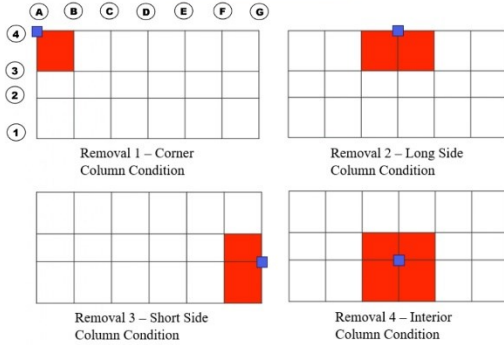 A B C D E F G
4
3
2
1
Removal 1 – Corner
Column Condition
Removal 2 – Long Side
Column Condition
Removal 3 – Short Side
Column Condition
Removal 4 – Interior
Column Condition